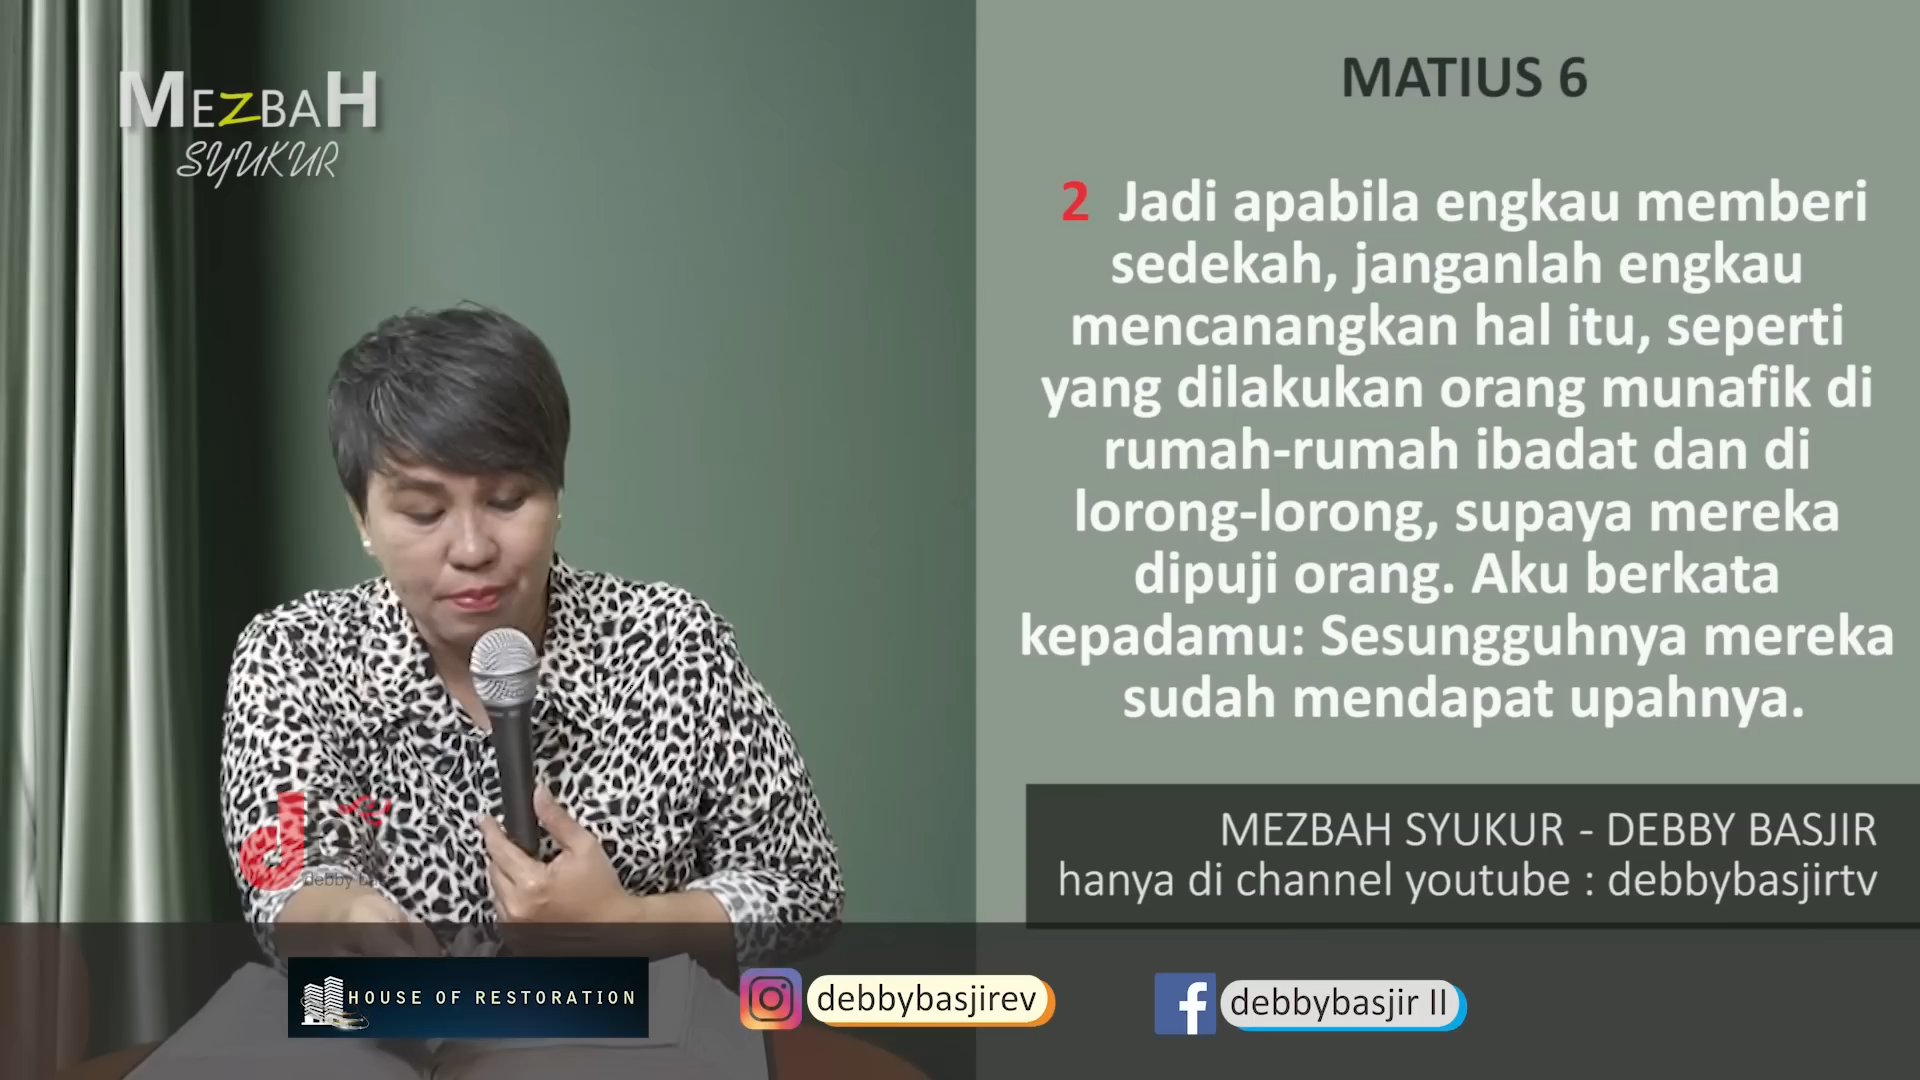 MEZBAH
SYUKUR
MATIUS 6
2 Jadi apabila engkau memberi
sedekah, janganlah engkau
mencanangkan hal itu, seperti
yang dilakukan orang munafik di
rumah-rumah ibadat dan di
lorong-lorong, supaya mereka
dipuji orang. Aku berkata
kepadamu: Sesungguhnya mereka
sudah mendapat upahnya.
MEZBAH SYUKUR - DEBBY BASJIR
hanya di channel youtube : debbybasjirtv
debby
HOUSE OF RESTORATION
debbybasjirev
debbybasjir II